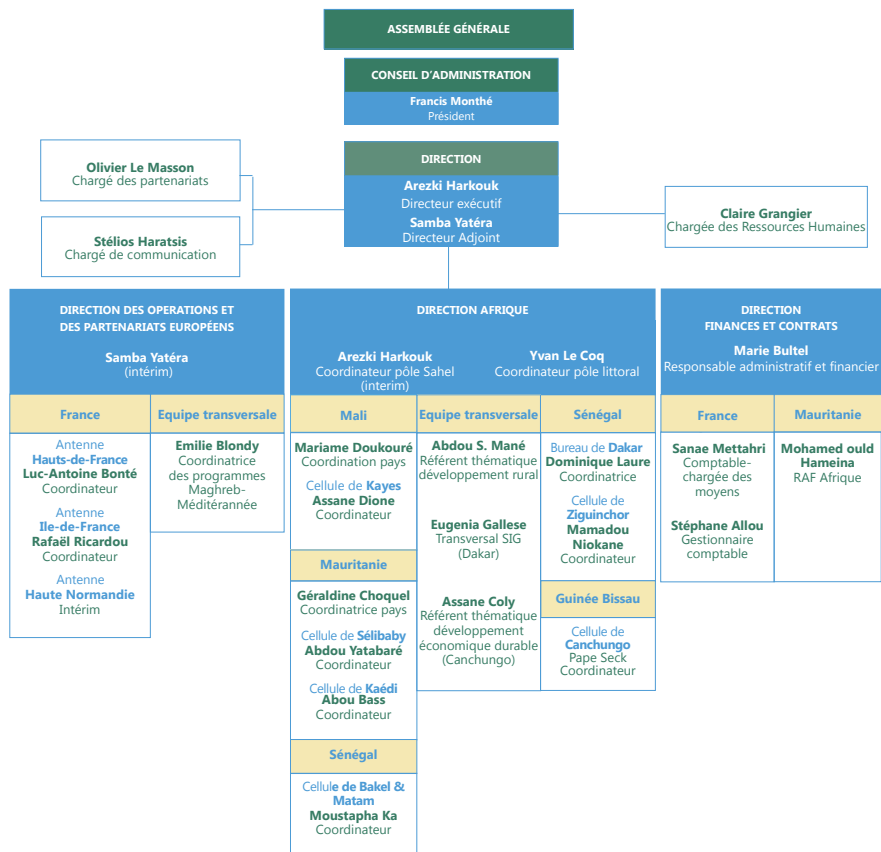 ASSEMBLÉE GÉNÉRALE
CONSEIL D'ADMINISTRATION
Francis Monthé
Président
DIRECTION
Arezki Harkouk
Directeur exécutif
Samba Yatéra
Directeur Adjoint
Olivier Le Masson
Chargé des partenariats
Stélios Haratsis
Chargé de communication
Claire Grangier
Chargée des Ressources Humaines
DIRECTION DES OPERATIONS ET
DES PARTENARIATS EUROPÉENS
Samba Yatéra
(intérim)
France
Antenne
Hauts-de-France
Luc-Antoine Bonté
Coordinateur
Antenne
Ile-de-France
Rafaël Ricardou
Coordinateur
Antenne
Haute Normandie
Intérim
Equipe transversale
Emilie Blondy
Coordinatrice
des programmes
Maghreb-
Méditérannée
DIRECTION AFRIQUE
Arezki Harkouk
Coordinateur pôle Sahel
(interim)
Yvan Le Coq
Coordinateur pôle littoral
Mali
Mariame Doukouré
Coordination pays
Cellule de Kayes
Assane Dione
Coordinateur
Mauritanie
Géraldine Choquel
Coordinatrice pays
Cellule de Sélibaby
Abdou Yatabaré
Coordinateur
Cellule de Kaédi
Abou Bass
Coordinateur
Sénégal
Cellule de Bakel &
Matam
Moustapha Ka
Coordinateur
Equipe transversale
Abdou S. Mané
Référent thématique
développement rural
Eugenia Gallese
Transversal SIG
(Dakar)
Assane Coly
Référent thématique
développement
économique durable
(Canchungo)
Sénégal
Bureau de Dakar
Dominique Laure
Coordinatrice
Cellule de
Ziguinchor
Mamadou
Niokane
Coordinateur
Guinée Bissau
Cellule de
Canchungo
Pape Seck
Coordinateur
DIRECTION
FINANCES ET CONTRATS
Marie Bultel
Responsable administratif et financier
France
Sanae Mettahri
Comptable-
chargée des
moyens
Stéphane Allou
Gestionnaire
comptable
Mauritanie
Mohamed ould
Hameina
RAF Afrique